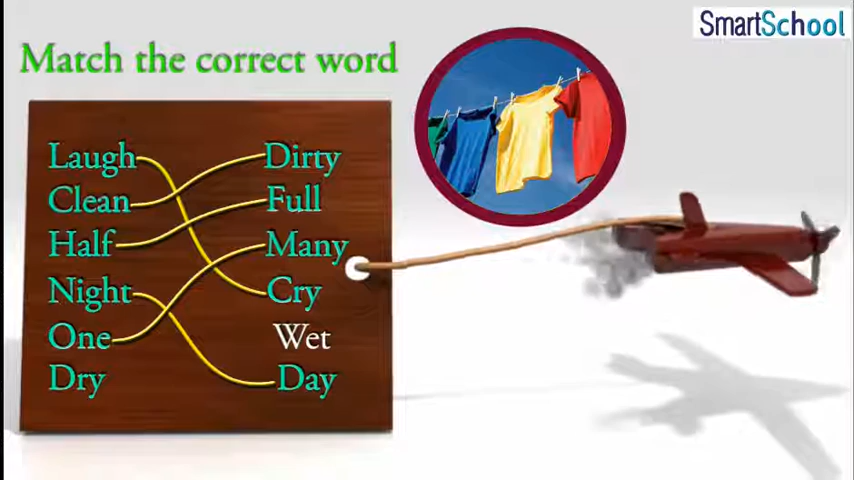 SmartSchool
Match the correct word
Laugh Dirty
Clean Full
Half Many
Night Cry
One Wet
Dry Day